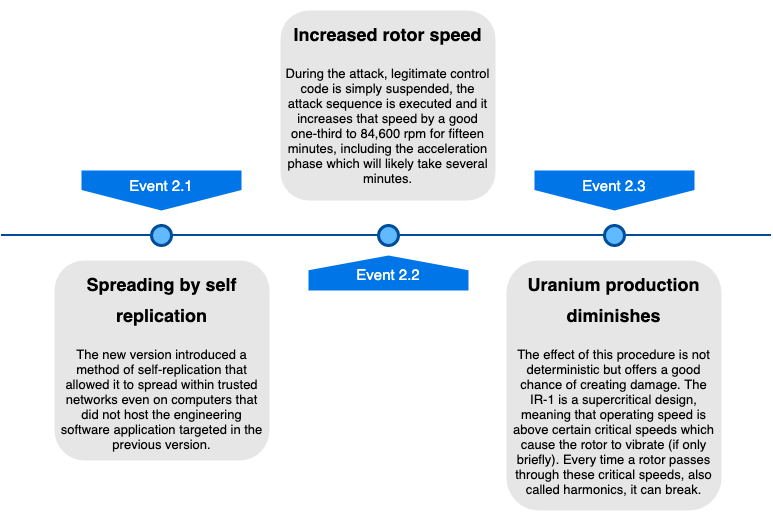 Increased rotor speed
During the attack, legitimate control
code is simply suspended, the
attack sequence is executed and it
increases that speed by a good
one-third to 84,600 rpm for fifteen
minutes, including the acceleration
phase which will likely take several
minutes.
Event 2.1
Event 2.3
Event 2.2
Spreading by self
replication
The new version introduced a
method of self-replication that
allowed it to spread within trusted
networks even on computers that
did not host the engineering
software application targeted in the
previous version.
Uranium production
diminishes
The effect of this procedure is not
deterministic but offers a good
chance of creating damage. The
IR-1 is a supercritical design,
meaning that operating speed is
above certain critical speeds which
cause the rotor to vibrate (if only
briefly). Every time a rotor passes
through these critical speeds, also
called harmonics, it can break.